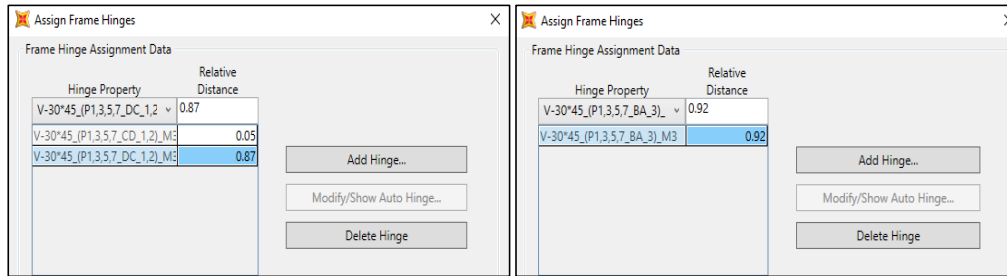 Assign Frame Hinges
Frame Hinge Assignment Data
Hinge Property
Relative
Distance
V-30*45_(P1,3,5,7_DC_1,2
0.87
V-30*45_(P1,3,5,7_CD_1,2)_M3
0.05
V-30*45_(P1,3,5,7_DC_1,2)_M3
0.87
Add Hinge...
Modify/Show Auto Hinge...
Delete Hinge
Assign Frame Hinges
Frame Hinge Assignment Data
Hinge Property
Relative
Distance
V-30*45_(P1,3,5,7_BA_3)_
0.92
V-30*45_(P1,3,5,7_BA_3)_M3
0.92
Add Hinge...
Modify/Show Auto Hinge...
Delete Hinge